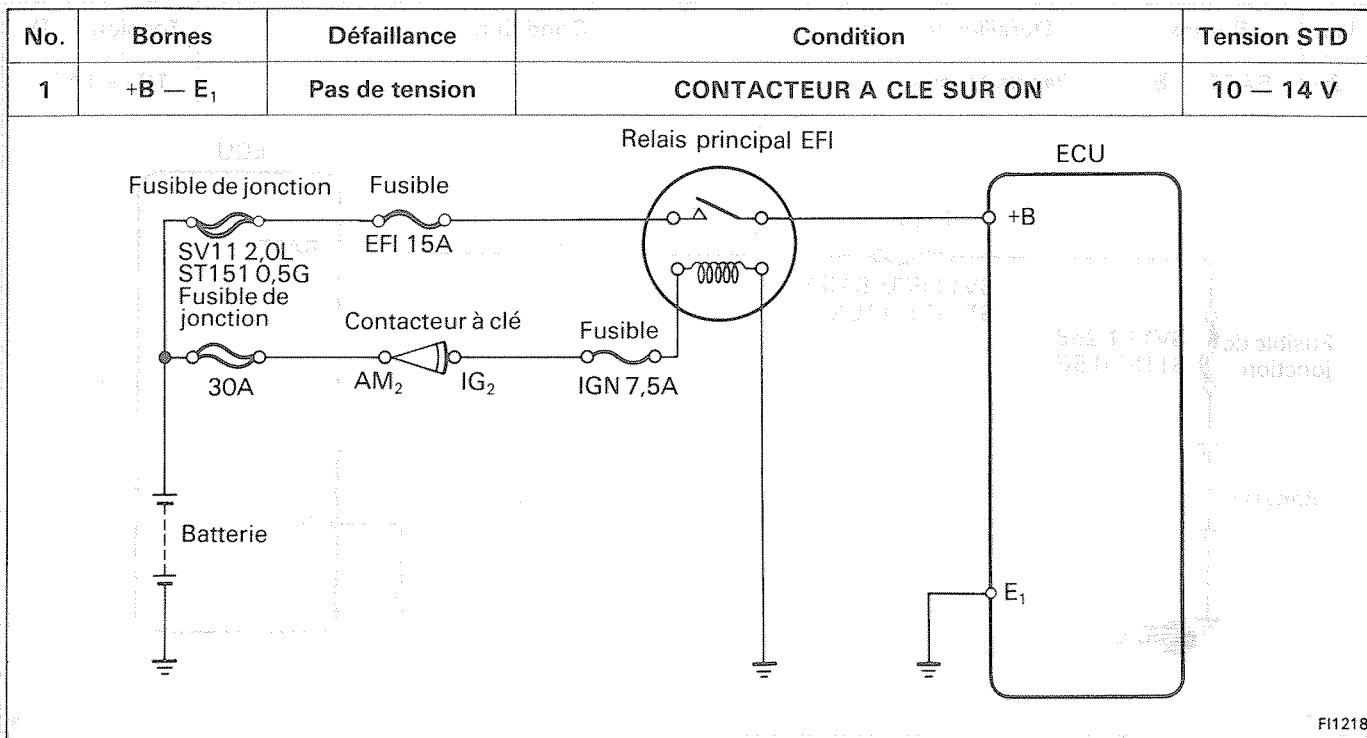 No. Bornes Défaillance Condition Tension STD
1 +B — E₁ Pas de tension CONTACTEUR A CLE SUR ON 10 — 14 V
Relais principal EFI
ECU
Fusible de jonction
Fusible
+B
EFI 15A
SV11 2,0L
ST151 0,5G
Fusible de
jonction
Contacteur à clé
Fusible
30A
AM₂
IG₂
IGN 7,5A
Batterie
E₁
FI1218